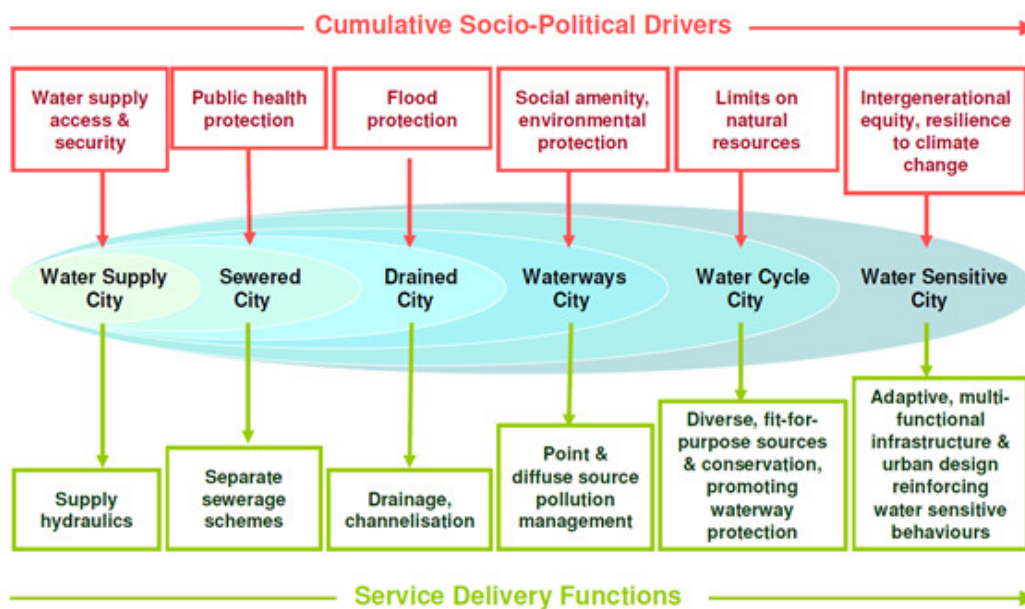 Cumulative Socio-Political Drivers
Water supply
access &
security
Public health
protection
Flood
protection
Social amenity,
environmental
protection
Limits on
natural
resources
Intergenerational
equity, resilience
to climate
change
Water Supply
City
Sewered
City
Drained
City
Waterways
City
Water Cycle
City
Water Sensitive
City
Supply
hydraulics
Separate
sewerage
schemes
Drainage,
channelisation
Point &
diffuse source
pollution
management
Diverse, fit-for-
purpose sources
& conservation,
promoting
waterway
protection
Adaptive, multi-
functional
infrastructure &
urban design
reinforcing
water sensitive
behaviours
Service Delivery Functions